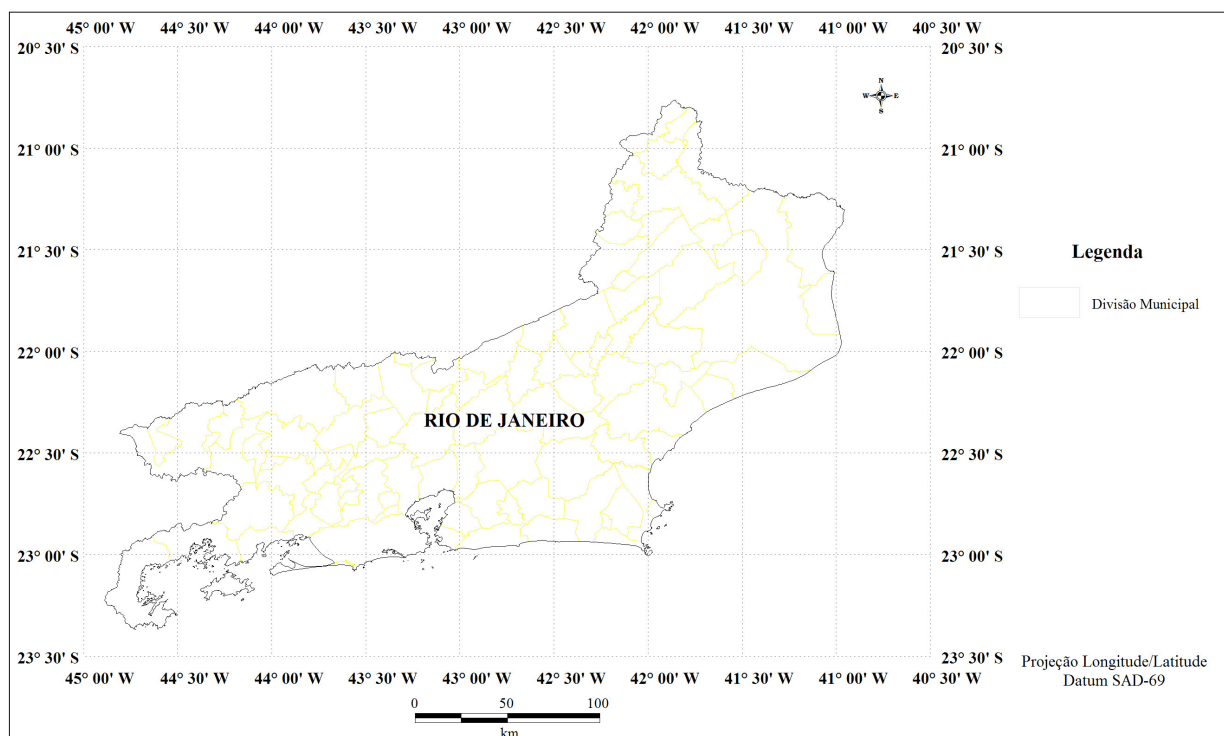 45° 00' W 44° 30' W 44° 00' W 43° 30' W 43° 00' W 42° 30' W 42° 00' W 41° 30' W 41° 00' W 40° 30' W
20° 30' S 20° 30' S
N
W E
S
21° 00' S 21° 00' S
21° 30' S 21° 30' S
Legenda
Divisão Municipal
22° 00' S 22° 00' S
RIO DE JANEIRO
22° 30' S 22° 30' S
23° 00' S 23° 00' S
23° 30' S 23° 30' S
Projeção Longitude/Latitude
Datum SAD-69
45° 00' W 44° 30' W 44° 00' W 43° 30' W 43° 00' W 42° 30' W 42° 00' W 41° 30' W 41° 00' W 40° 30' W
0 50 100
km